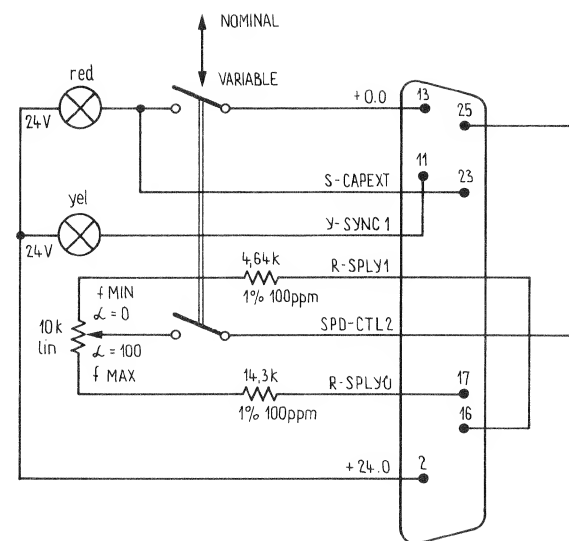 NOMINAL
VARIABLE
red
24V
+0.0
13
25
11
S-CAPEXT
23
yel
24V
Y-SYNC1
4,64k
1% 100ppm
R-SPLY1
f MIN
α=0
10k
lin
α=100
f MAX
SPD-CTL2
14,3k
1% 100ppm
R-SPLY0
17
16
+24.0
2